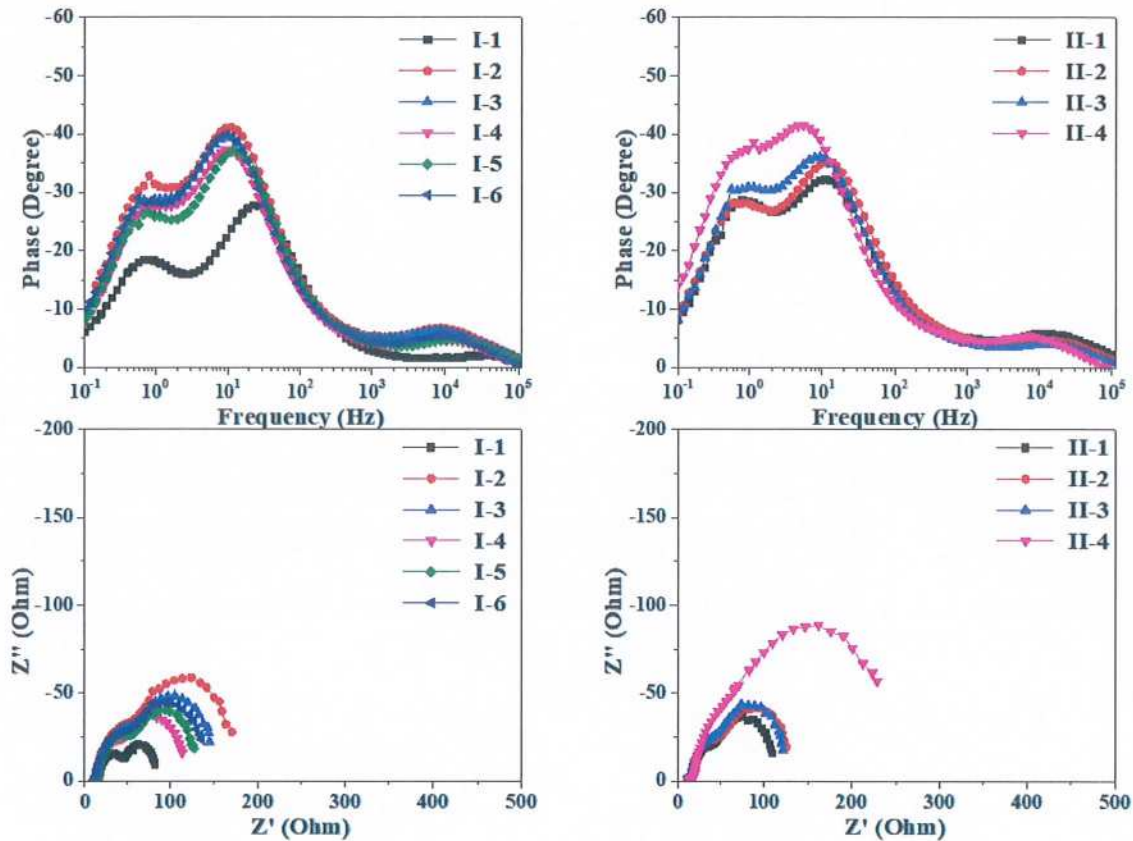 -60
-50
-40
-30
-20
-10
0
Phase (Degree)
I-1
I-2
I-3
I-4
I-5
I-6
10-1 100 101 102 103 104 105
Frequency (Hz)
-60
-50
-40
-30
-20
-10
0
Phase (Degree)
II-1
II-2
II-3
II-4
10-1 100 101 102 103 104 105
Frequency (Hz)
-200
-150
-100
-50
0
Z" (Ohm)
I-1
I-2
I-3
I-4
I-5
I-6
0 100 200 300 400 500
Z' (Ohm)
-200
-150
-100
-50
0
Z" (Ohm)
II-1
II-2
II-3
II-4
0 100 200 300 400 500
Z' (Ohm)